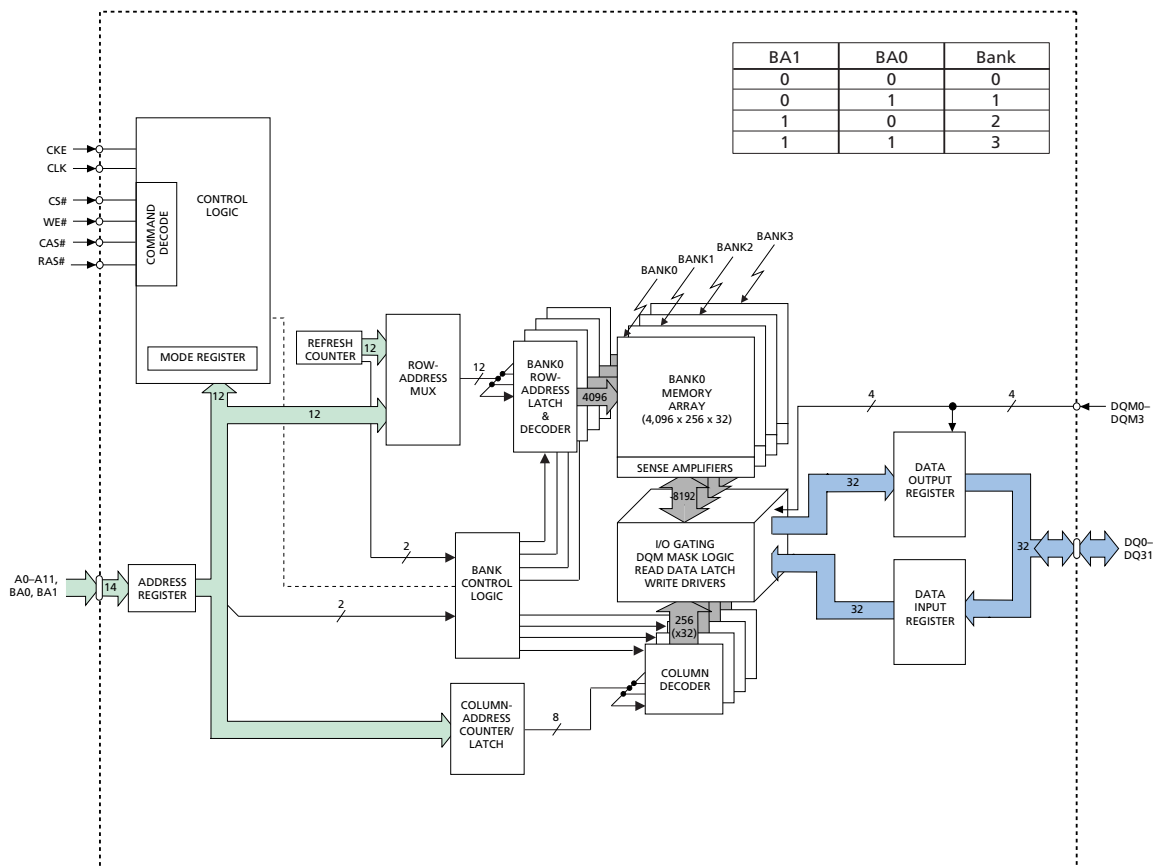 BA1 BA0 Bank
0 0 0
0 1 1
1 0 2
1 1 3
CKE
CLK
CS#
WE#
CAS#
RAS#
COMMAND
DECODE
CONTROL
LOGIC
MODE REGISTER
12
REFRESH
COUNTER
12
12
ROW-
ADDRESS
MUX
12
BANK0
ROW-
ADDRESS
LATCH
&
DECODER
4096
BANK0
BANK1
BANK2
BANK3
BANK0
MEMORY
ARRAY
(4,096 x 256 x 32)
SENSE AMPLIFIERS
8192
I/O GATING
DQM MASK LOGIC
READ DATA LATCH
WRITE DRIVERS
256
(x32)
COLUMN
DECODER
4
4
DQM0–
DQM3
32
DATA
OUTPUT
REGISTER
32
DQ0–
DQ31
32
DATA
INPUT
REGISTER
A0–A11,
BA0, BA1
14
ADDRESS
REGISTER
2
2
BANK
CONTROL
LOGIC
COLUMN-
ADDRESS
COUNTER/
LATCH
8